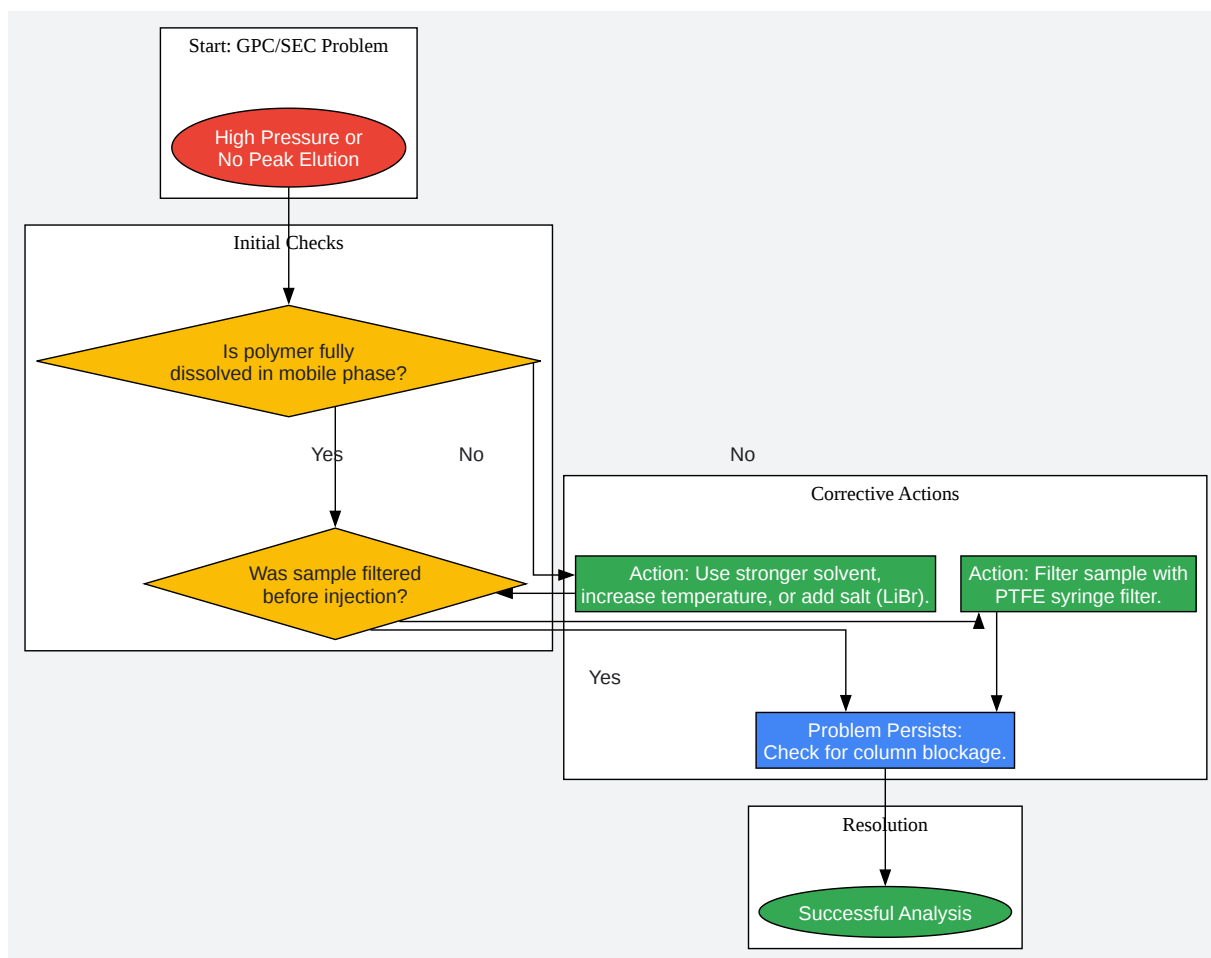 Start: GPC/SEC Problem
High Pressure or
No Peak Elution
Initial Checks
Is polymer fully
dissolved in mobile phase?
Yes
No
No
Corrective Actions
Was sample filtered
before injection?
Action: Use stronger solvent,
increase temperature, or add salt (LiBr).
Action: Filter sample with
PTFE syringe filter.
Yes
Problem Persists:
Check for column blockage.
Resolution
Successful Analysis